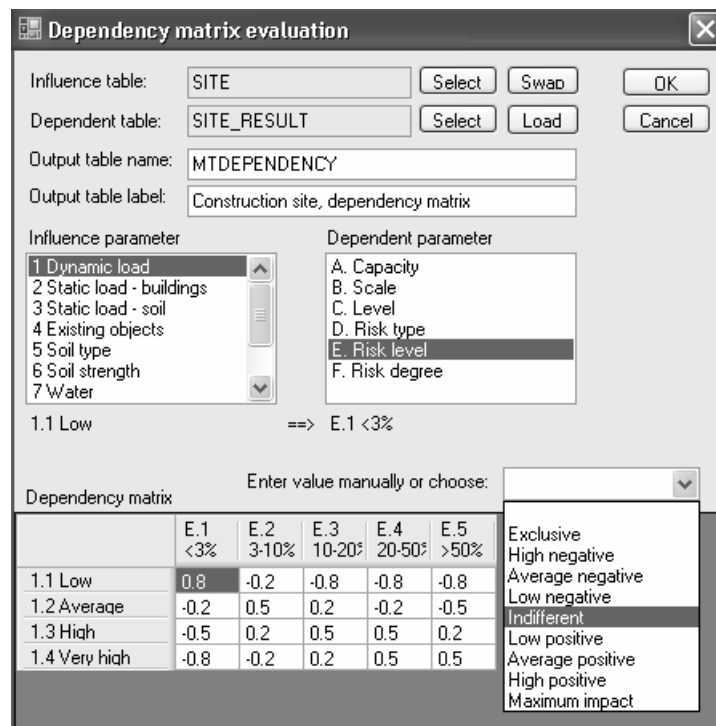 Dependency matrix evaluation
Influence table: SITE Select Swap OK
Dependent table: SITE_RESULT Select Load Cancel
Output table name: MTDEPENDENCY
Output table label: Construction site, dependency matrix
Influence parameter Dependent parameter
1 Dynamic load A. Capacity
2 Static load - buildings B. Scale
3 Static load - soil C. Level
4 Existing objects D. Risk type
5 Soil type E. Risk level
6 Soil strength F. Risk degree
7 Water
1.1 Low ==> E.1 <3%
Enter value manually or choose:
Dependency matrix
E.1 E.2 E.3 E.4 E.5
<3% 3-10% 10-20% 20-50% >50%
1.1 Low 0.8 -0.2 -0.8 -0.8 -0.8
1.2 Average -0.2 0.5 0.2 -0.2 -0.5
1.3 High -0.5 0.2 0.5 0.5 0.2
1.4 Very high -0.8 -0.2 0.2 0.5 0.5
Exclusive
High negative
Average negative
Low negative
Indifferent
Low positive
Average positive
High positive
Maximum impact